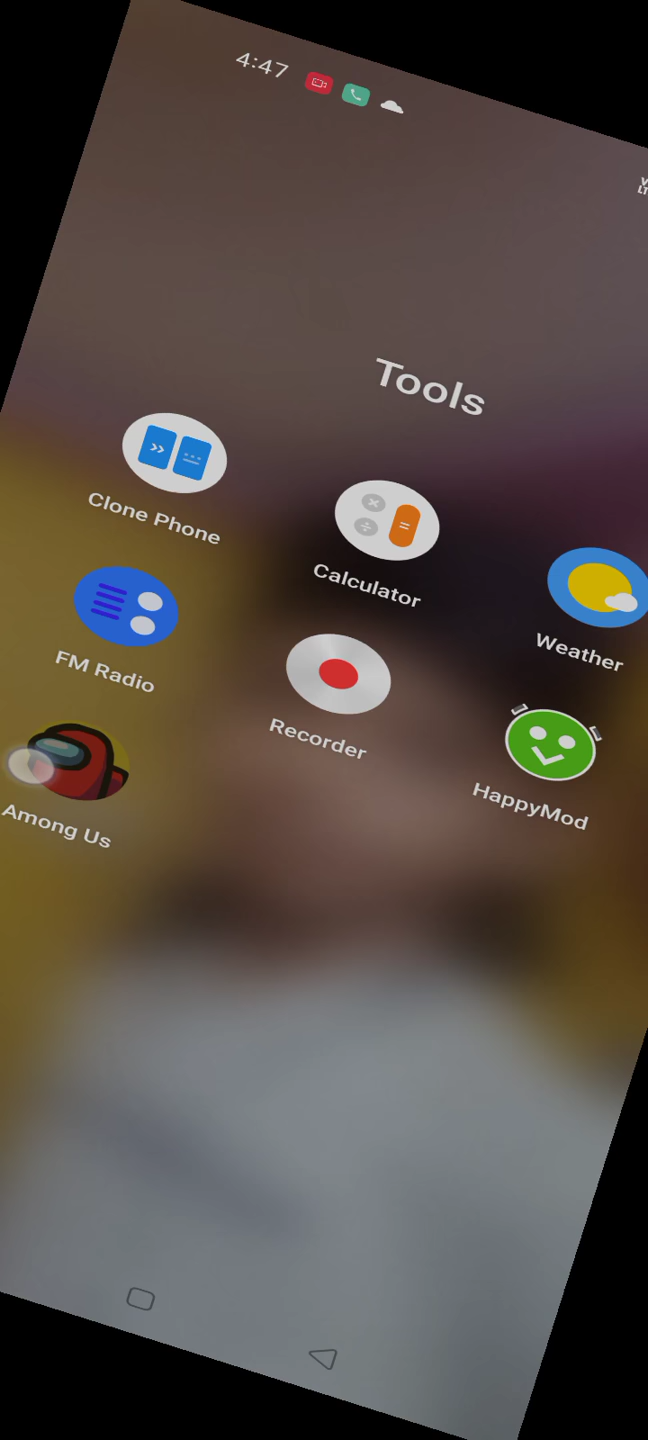 4:47
Tools
Clone Phone
Calculator
Weather
FM Radio
Recorder
HappyMod
Among Us